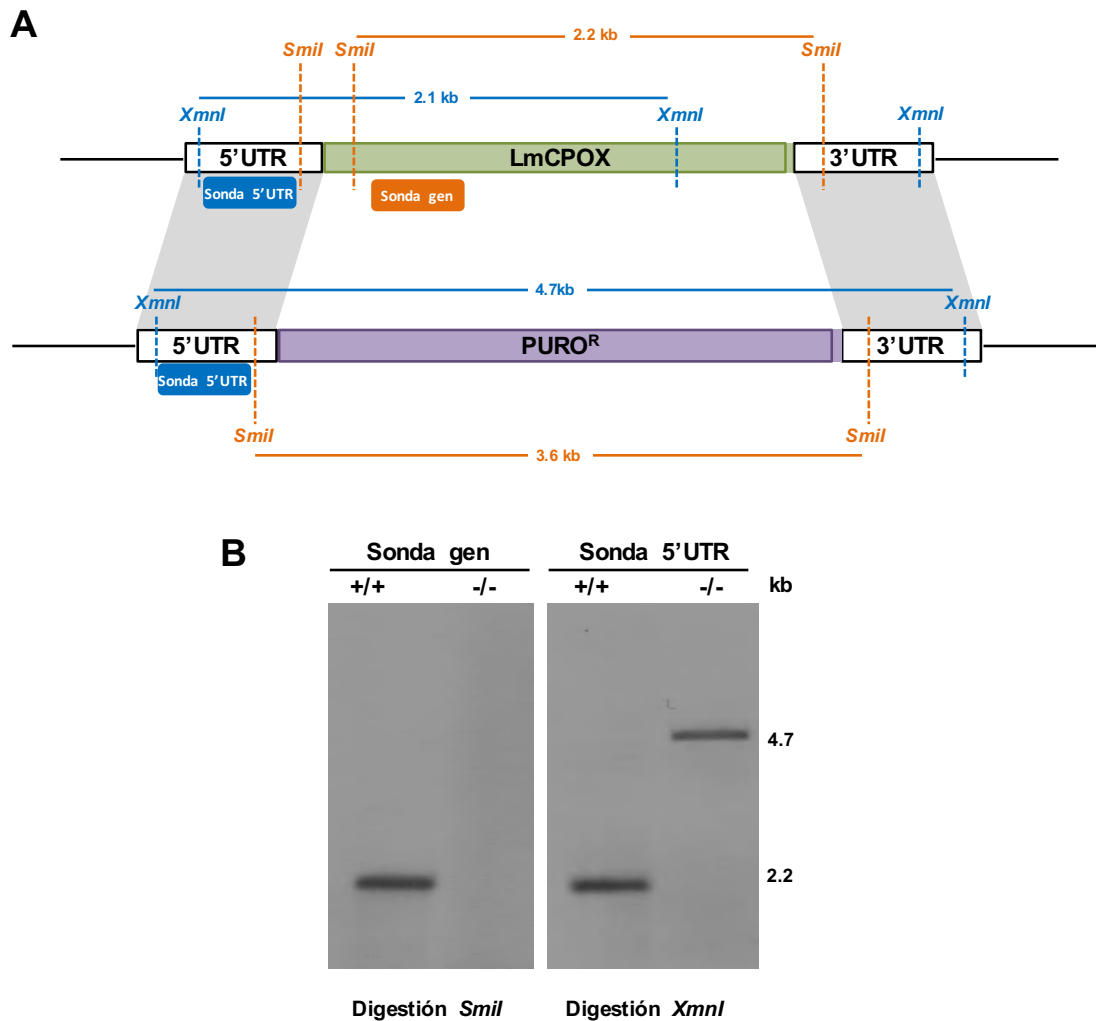 A
2.2 kb
SmiI SmiI SmiI
2.1 kb
XmnI XmnI XmnI
5'UTR LmCPOX 3'UTR
Sonda 5'UTR Sonda gen
4.7kb
XmnI XmnI
5'UTR PURO^R 3'UTR
Sonda 5'UTR
SmiI SmiI
3.6 kb
B
Sonda gen Sonda 5'UTR
+/+ -/- +/+ -/- kb
4.7
2.2
Digestión SmiI Digestión XmnI